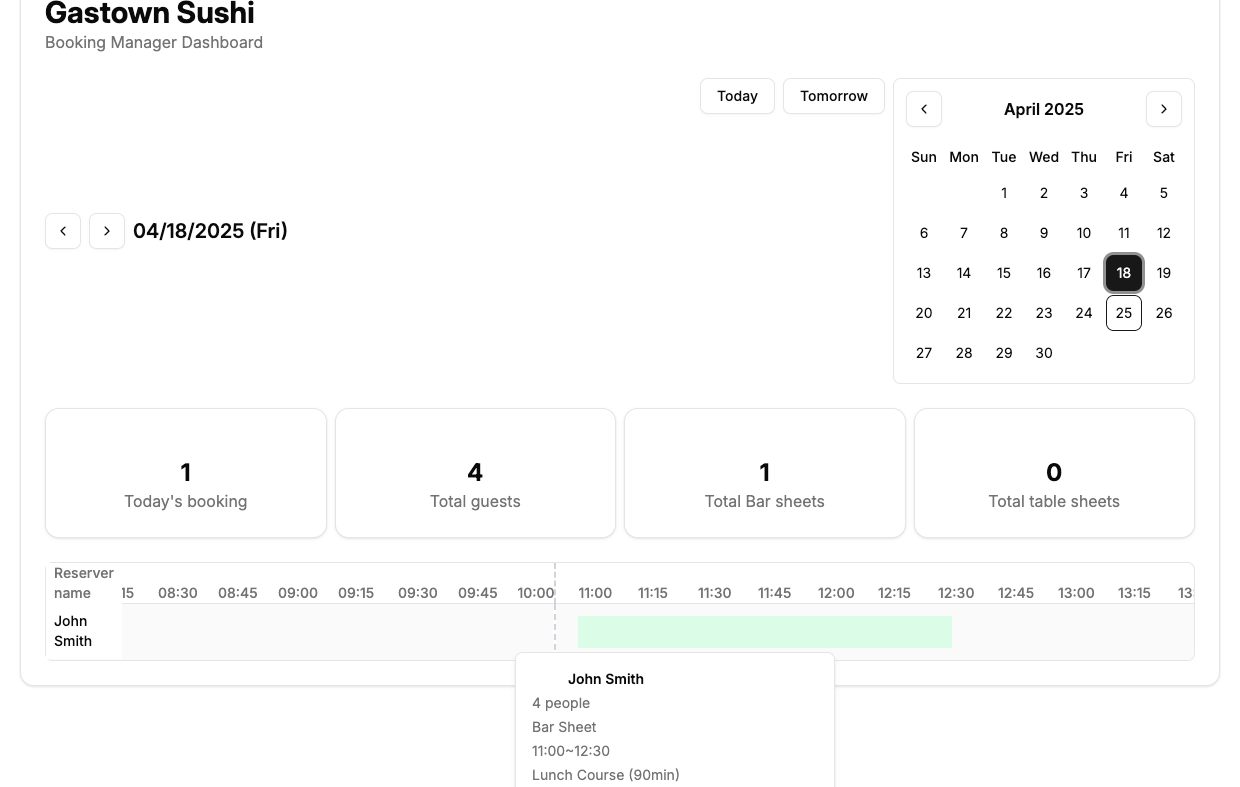 Gastown Sushi
Booking Manager Dashboard
Today Tomorrow
April 2025
Sun Mon Tue Wed Thu Fri Sat
1 2 3 4 5
6 7 8 9 10 11 12
13 14 15 16 17 18 19
20 21 22 23 24 25 26
27 28 29 30
04/18/2025 (Fri)
1
Today's booking
4
Total guests
1
Total Bar sheets
0
Total table sheets
Reserver
name
15 08:30 08:45 09:00 09:15 09:30 09:45 10:00 11:00 11:15 11:30 11:45 12:00 12:15 12:30 12:45 13:00 13:15 13:
John
Smith
John Smith
4 people
Bar Sheet
11:00~12:30
Lunch Course (90min)